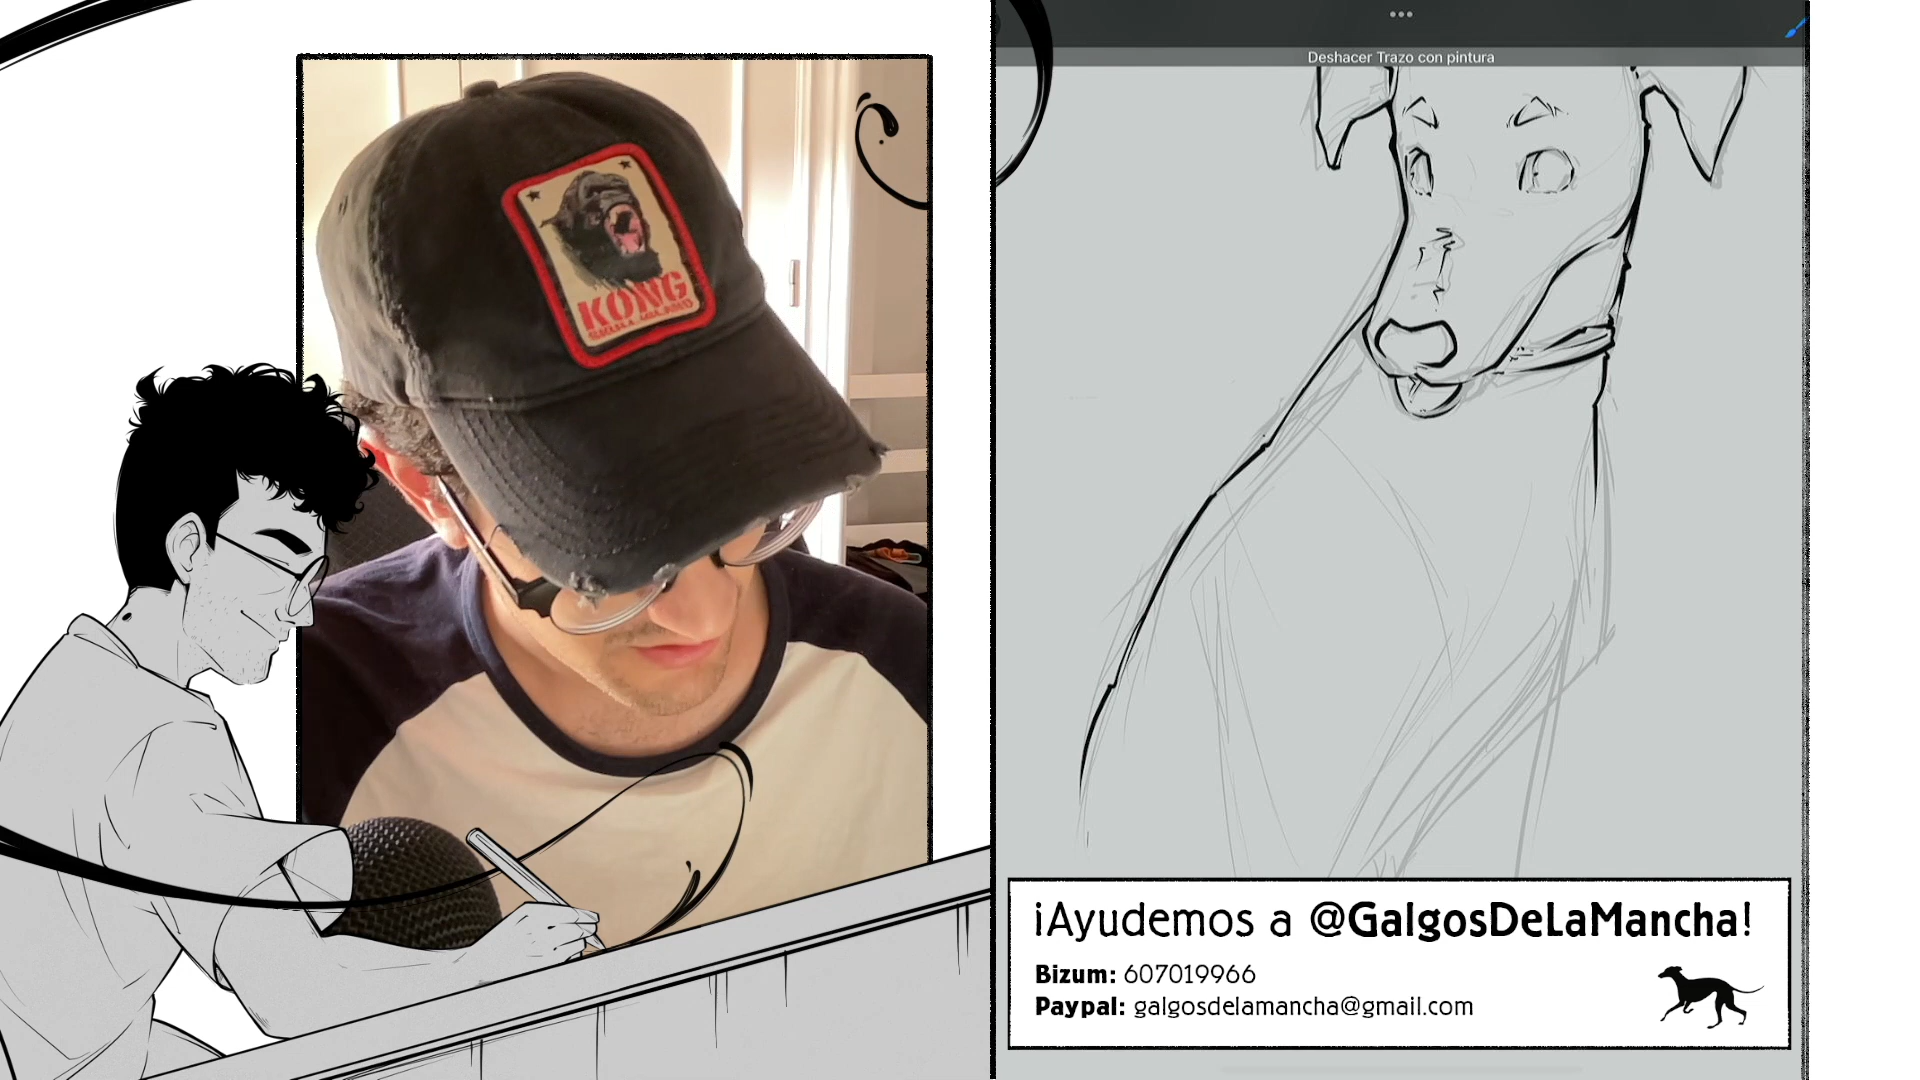 KONG
Deshacer Trazo con pintura
¡Ayudemos a @GalgosDeLaMancha!
Bizum: 607019966
Paypal: galgosdelamancha@gmail.com